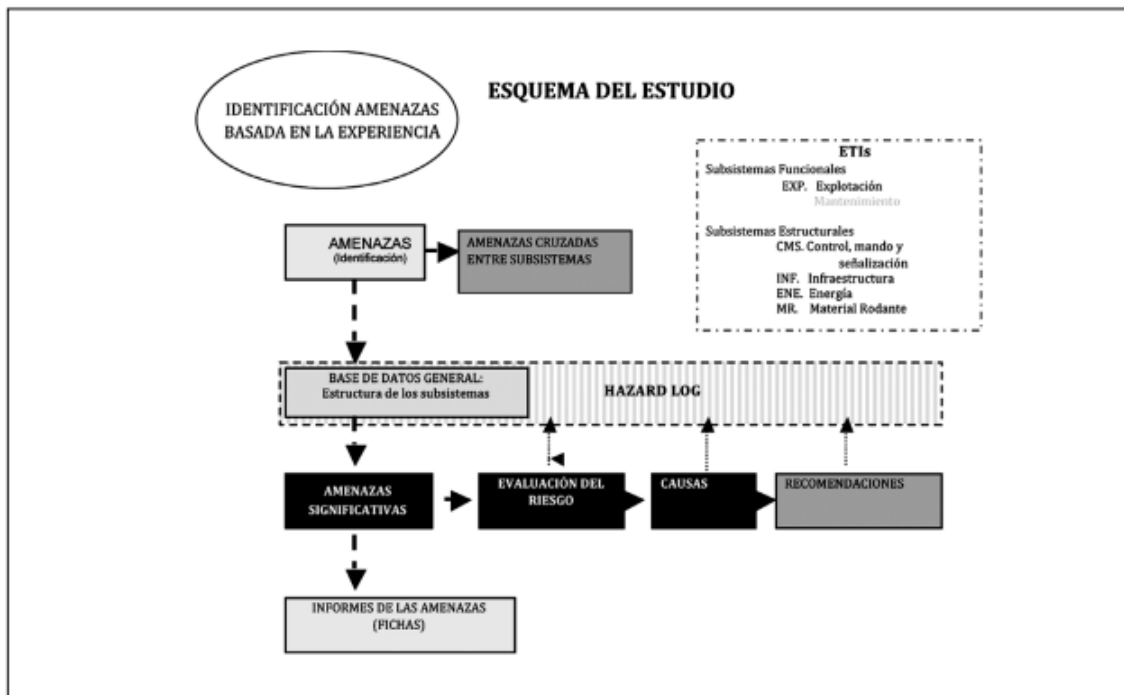 IDENTIFICACIÓN AMENAZAS
BASADA EN LA EXPERIENCIA
ESQUEMA DEL ESTUDIO
ETIs
Subsistemas Funcionales
EXP. Explotación
Mantenimiento
Subsistemas Estructurales
CMS. Control, mando y
señalización
INF. Infraestructura
ENE. Energía
MR. Material Rodante
AMENAZAS
(Identificación)
AMENAZAS CRUZADAS
ENTRE SUBSISTEMAS
BASE DE DATOS GENERAL:
Estructura de los subsistemas
HAZARD LOG
AMENAZAS
SIGNIFICATIVAS
EVALUACIÓN DEL
RIESGO
CAUSAS
RECOMENDACIONES
INFORMES DE LAS AMENAZAS
(FICHAS)